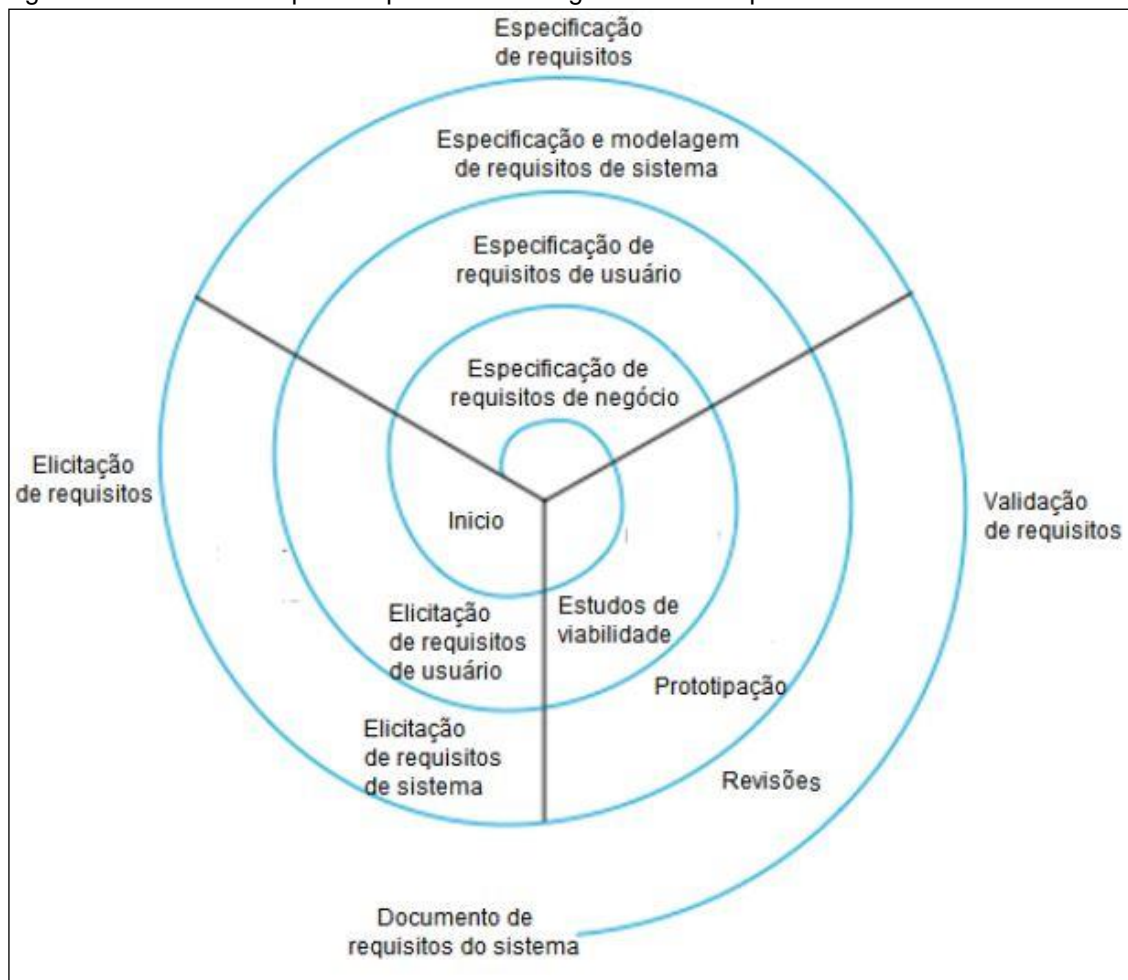 Especificação
de requisitos
Especificação e modelagem
de requisitos de sistema
Especificação de
requisitos de usuário
Especificação de
requisitos de negócio
Elicitação
de requisitos
Inicio
Validação
de requisitos
Elicitação
de requisitos
de usuário
Estudos de
viabilidade
Prototipação
Elicitação
de requisitos
de sistema
Revisões
Documento de
requisitos do sistema